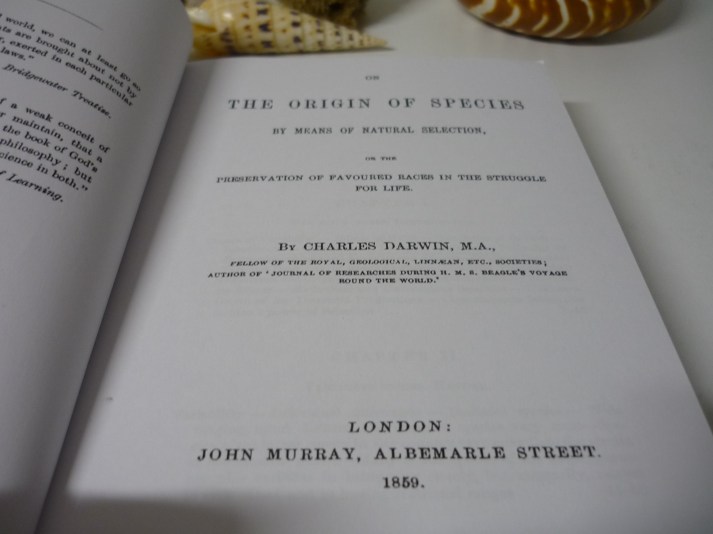 world, we can at least go so
are brought about not by
exerted in each particular
laws."
Bridgewater Treatise.
of a weak conceit of
maintain, that a
the book of God's
philosophy; but
science in both."
Learning.
ON
THE ORIGIN OF SPECIES
BY MEANS OF NATURAL SELECTION,
OR THE
PRESERVATION OF FAVOURED RACES IN THE STRUGGLE
FOR LIFE.
BY CHARLES DARWIN, M.A.,
FELLOW OF THE ROYAL, GEOLOGICAL, LINNÆAN, ETC., SOCIETIES;
AUTHOR OF 'JOURNAL OF RESEARCHES DURING H. M. S. BEAGLE'S VOYAGE
ROUND THE WORLD.'
LONDON:
JOHN MURRAY, ALBEMARLE STREET.
1859.